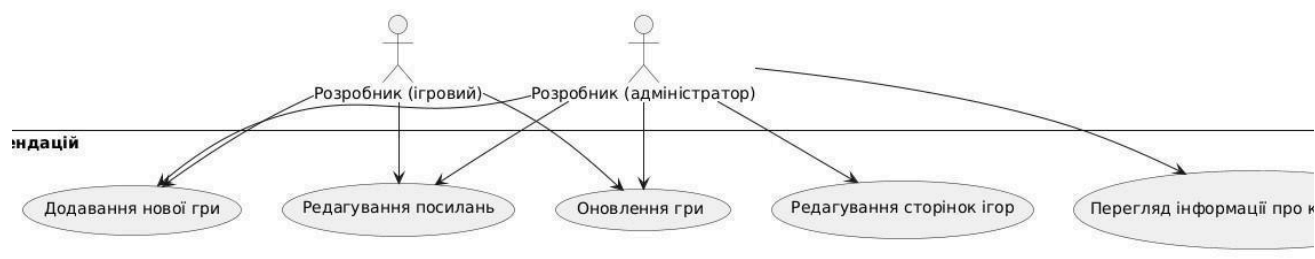 Розробник (ігровий)
Розробник (адміністратор)
ендацій
Додавання нової гри
Редагування посилань
Оновлення гри
Редагування сторінок ігор
Перегляд інформації про к